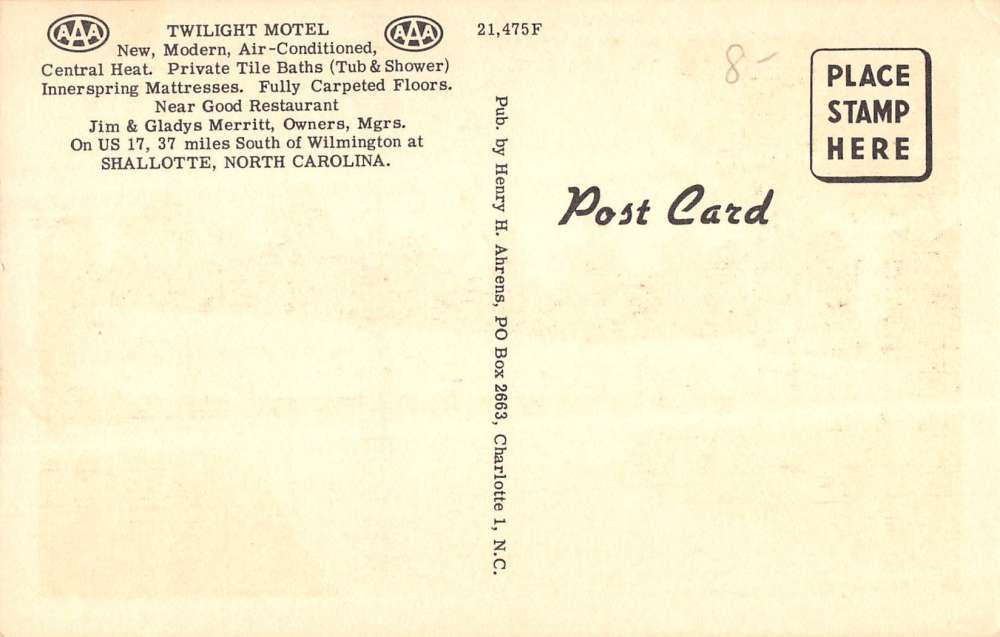 AAA TWILIGHT MOTEL AAA
New, Modern, Air-Conditioned,
Central Heat. Private Tile Baths (Tub & Shower)
Innerspring Mattresses. Fully Carpeted Floors.
Near Good Restaurant
Jim & Gladys Merritt, Owners, Mgrs.
On US 17, 37 miles South of Wilmington at
SHALLOTTE, NORTH CAROLINA.
21,475F
Pub. by Henry H. Ahrens, PO Box 2663, Charlotte 1, N.C.
8-
PLACE
STAMP
HERE
Post Card